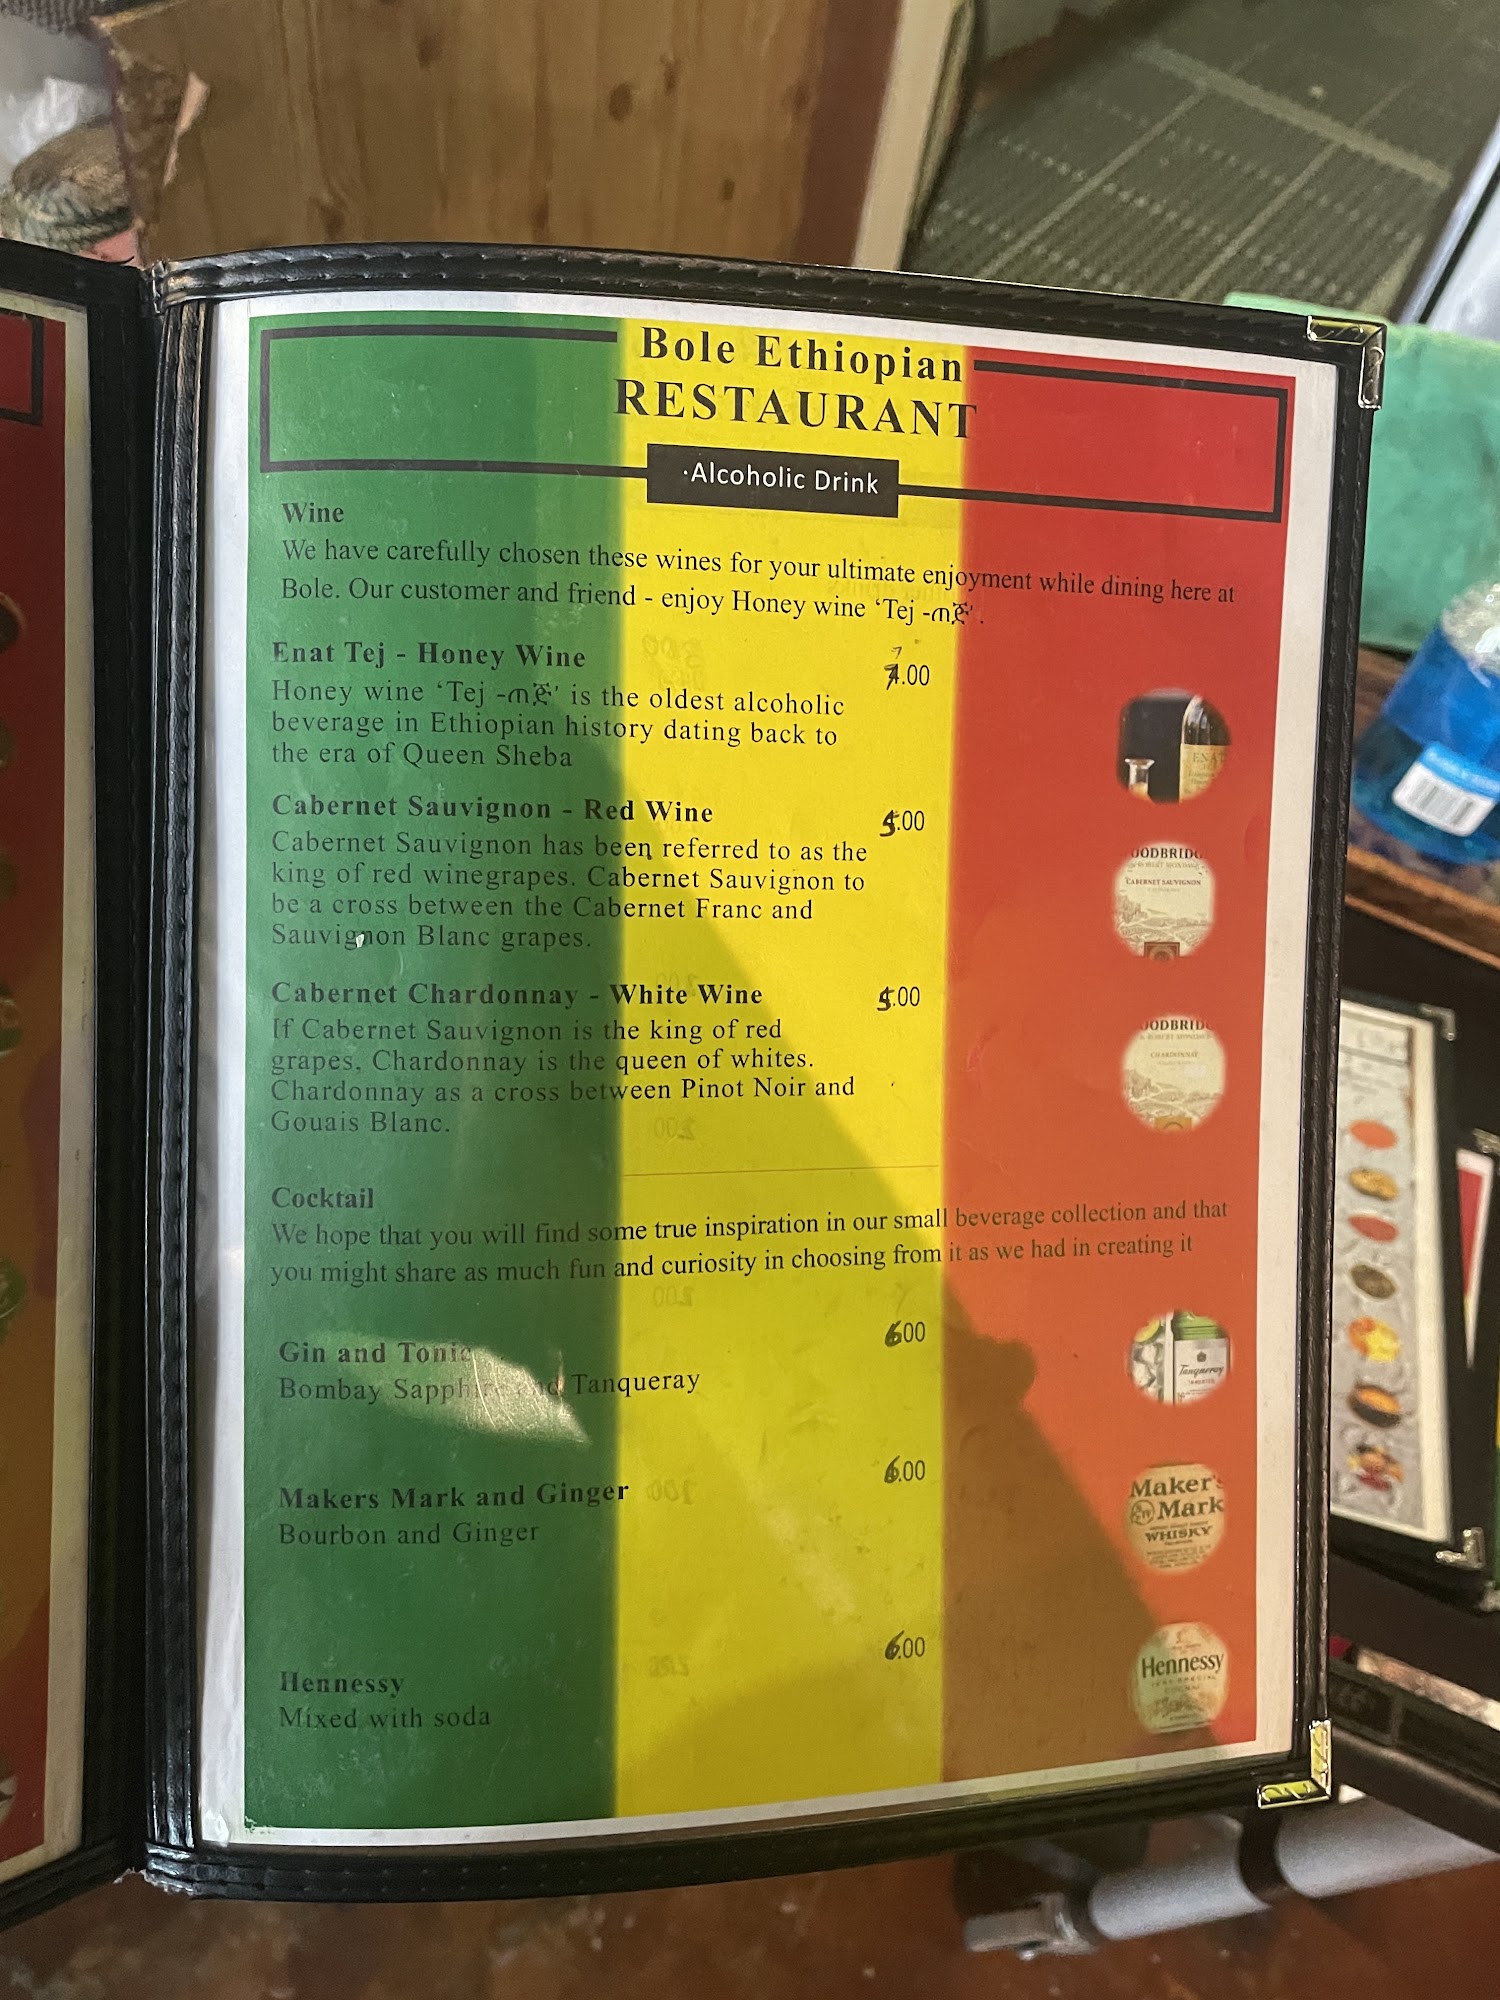 Bole Ethiopian
RESTAURANT
·Alcoholic Drink
Wine
We have carefully chosen these wines for your ultimate enjoyment while dining here at
Bole. Our customer and friend - enjoy Honey wine ‘Tej -ጠጅ’ .
Enat Tej - Honey Wine
7
7.00
Honey wine ‘Tej -ጠጅ’ is the oldest alcoholic
beverage in Ethiopian history dating back to
the era of Queen Sheba
ENAT
Cabernet Sauvignon - Red Wine
5.00
Cabernet Sauvignon has been referred to as the
king of red winegrapes. Cabernet Sauvignon to
be a cross between the Cabernet Franc and
Sauvignon Blanc grapes.
OODBRIDG
CABERNET SAUVIGNON
Cabernet Chardonnay - White Wine
5.00
If Cabernet Sauvignon is the king of red
grapes, Chardonnay is the queen of whites.
Chardonnay as a cross between Pinot Noir and
Gouais Blanc.
ODBRID
CHARDONNAY
Cocktail
We hope that you will find some true inspiration in our small beverage collection and that
you might share as much fun and curiosity in choosing from it as we had in creating it
Gin and Tonic
6.00
Bombay Sapphire and Tanqueray
Tanqueray
Makers Mark and Ginger
6.00
Bourbon and Ginger
Maker's
Mark
WHISKY
Hennessy
6.00
Mixed with soda
Hennessy